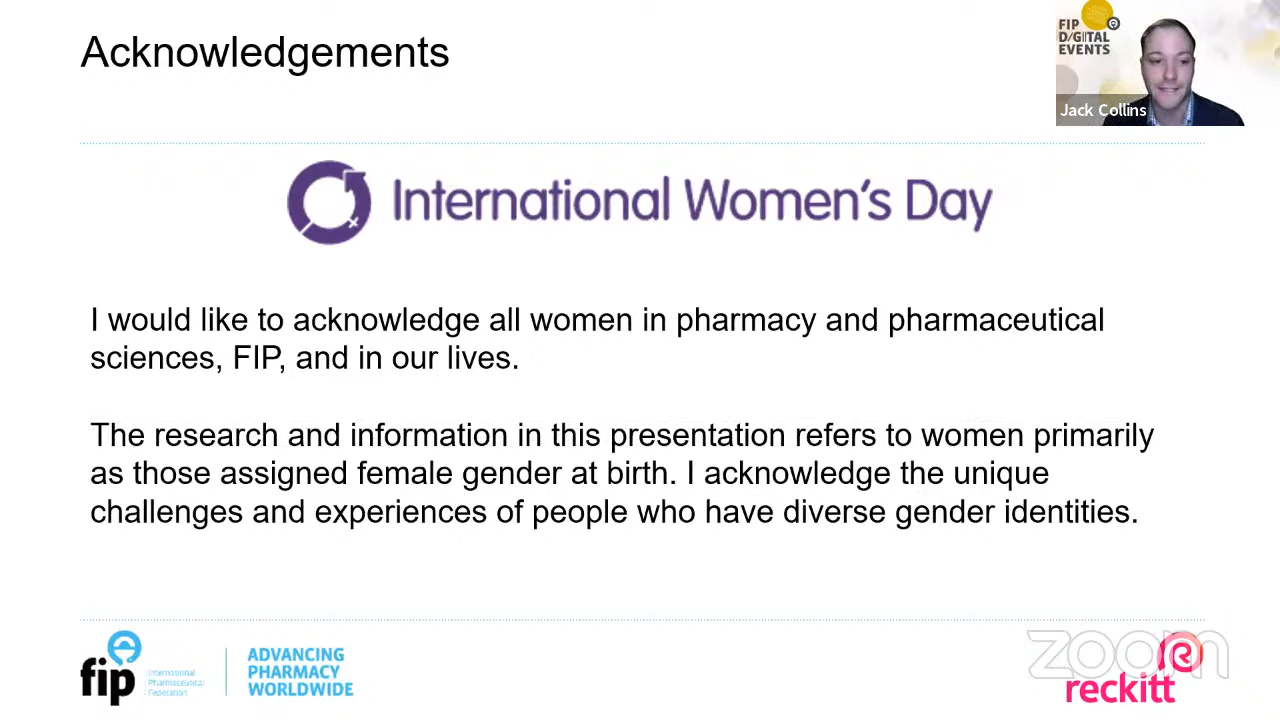 Acknowledgements
FIP
DIGITAL
EVENTS
Jack Collins
International Women's Day
I would like to acknowledge all women in pharmacy and pharmaceutical
sciences, FIP, and in our lives.
The research and information in this presentation refers to women primarily
as those assigned female gender at birth. I acknowledge the unique
challenges and experiences of people who have diverse gender identities.
fip
International
Pharmaceutical
Federation
ADVANCING
PHARMACY
WORLDWIDE
zoom
reckitt